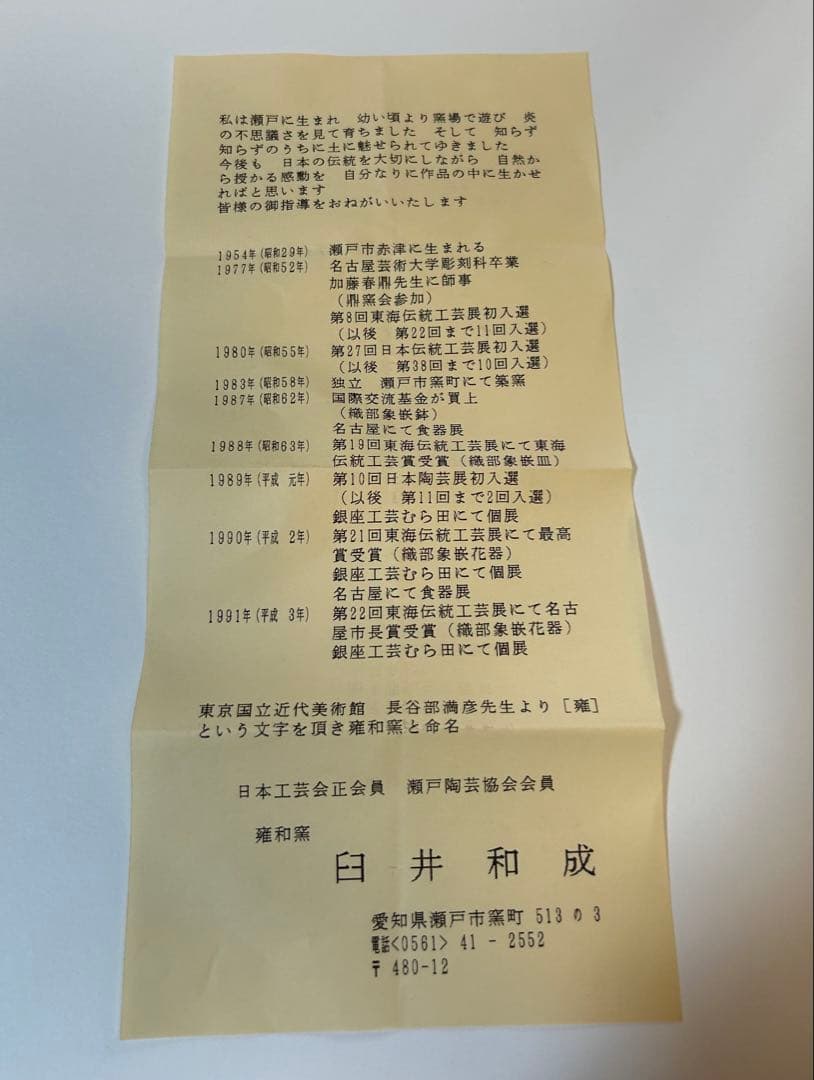 私は瀬戸に生まれ　幼い頃より窯場で遊び　炎
の不思議さを見て育ちました　そして　知らず
知らずのうちに土に魅せられてゆきました
今後も　日本の伝統を大切にしながら　自然か
ら授かる感動を　自分なりに作品の中に生かせ
ればと思います
皆様の御指導をおねがいいたします
1954年(昭和29年)　瀬戸市赤津に生まれる
1977年(昭和52年)　名古屋芸術大学彫刻科卒業
加藤春鼎先生に師事
（鼎窯会参加）
第8回東海伝統工芸展初入選
（以後　第22回まで11回入選）
1980年(昭和55年)　第27回日本伝統工芸展初入選
（以後　第38回まで10回入選）
1983年(昭和58年)　独立　瀬戸市窯町にて築窯
1987年(昭和62年)　国際交流基金が買上
（織部象嵌鉢）
名古屋にて食器展
1988年(昭和63年)　第19回東海伝統工芸展にて東海
伝統工芸賞受賞（織部象嵌皿）
1989年(平成　元年)　第10回日本陶芸展初入選
（以後　第11回まで2回入選）
銀座工芸むら田にて個展
1990年(平成　2年)　第21回東海伝統工芸展にて最高
賞受賞（織部象嵌花器）
銀座工芸むら田にて個展
名古屋にて食器展
1991年(平成　3年)　第22回東海伝統工芸展にて名古
屋市長賞受賞（織部象嵌花器）
銀座工芸むら田にて個展
東京国立近代美術館　長谷部満彦先生より［雍］
という文字を頂き雍和窯と命名
日本工芸会正会員　瀬戸陶芸協会会員
雍和窯
臼井和成
愛知県瀬戸市窯町 513 の 3
電話<0561> 41 - 2552
〒 480-12